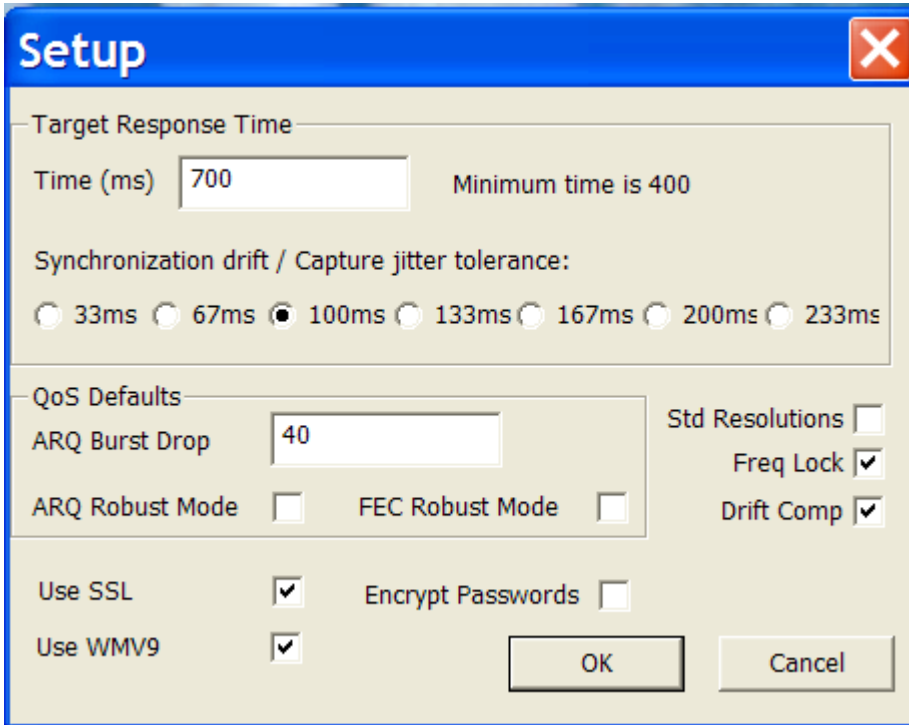 Setup
Target Response Time
Time (ms) 700 Minimum time is 400
Synchronization drift / Capture jitter tolerance:
33ms 67ms 100ms 133ms 167ms 200ms 233ms
QoS Defaults
ARQ Burst Drop 40
ARQ Robust Mode FEC Robust Mode
Std Resolutions
Freq Lock
Drift Comp
Use SSL Encrypt Passwords
Use WMV9
OK Cancel